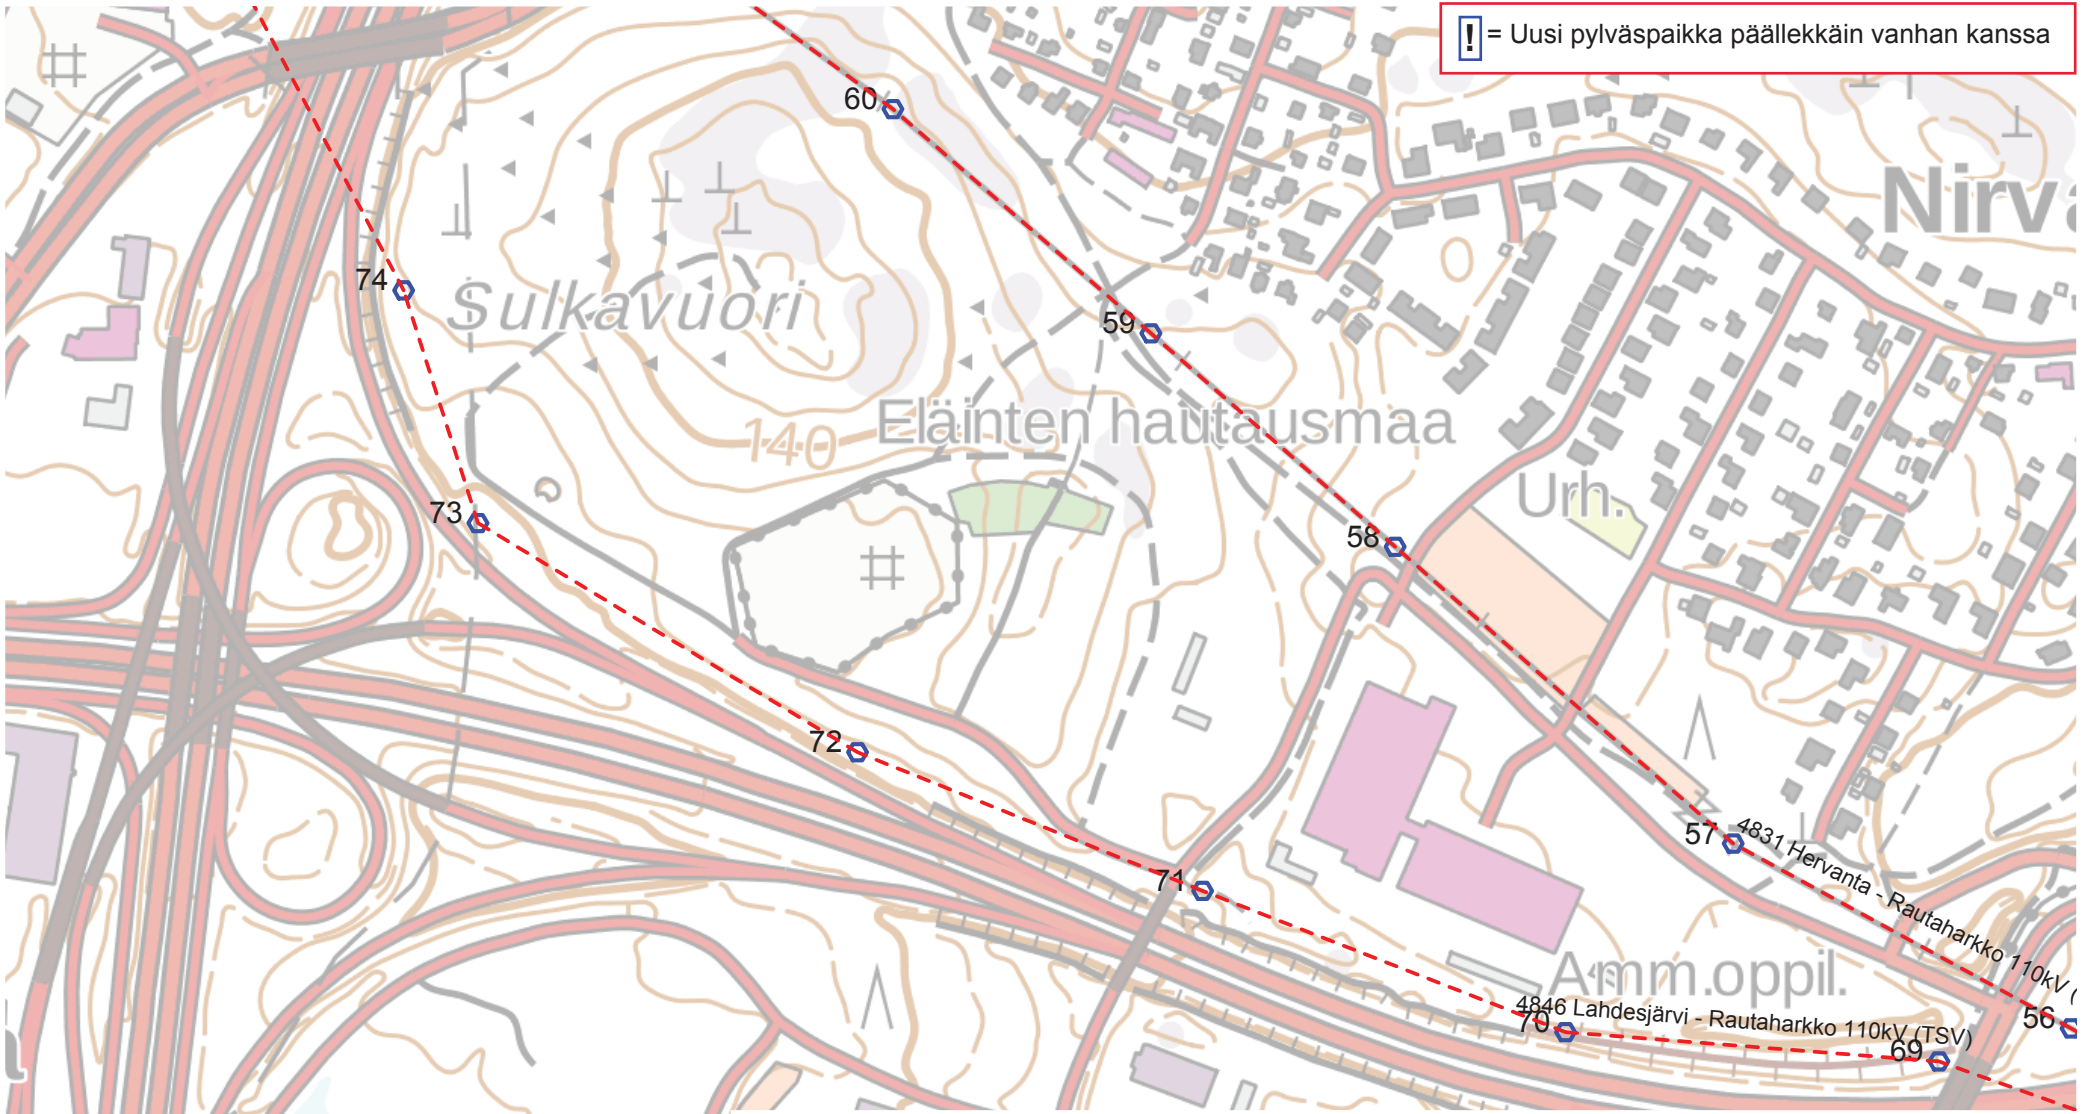 ! = Uusi pylväspaikka päällekkäin vanhan kanssa
60
74
Sulkavuori
59
140
Eläinten hautausmaa
Urh.
73
58
72
57
4831 Hervanta - Rautaharkko 110kV (
71
Amm.oppil.
4846 Lahdesjärvi - Rautaharkko 110kV (TSV)
70
69
56